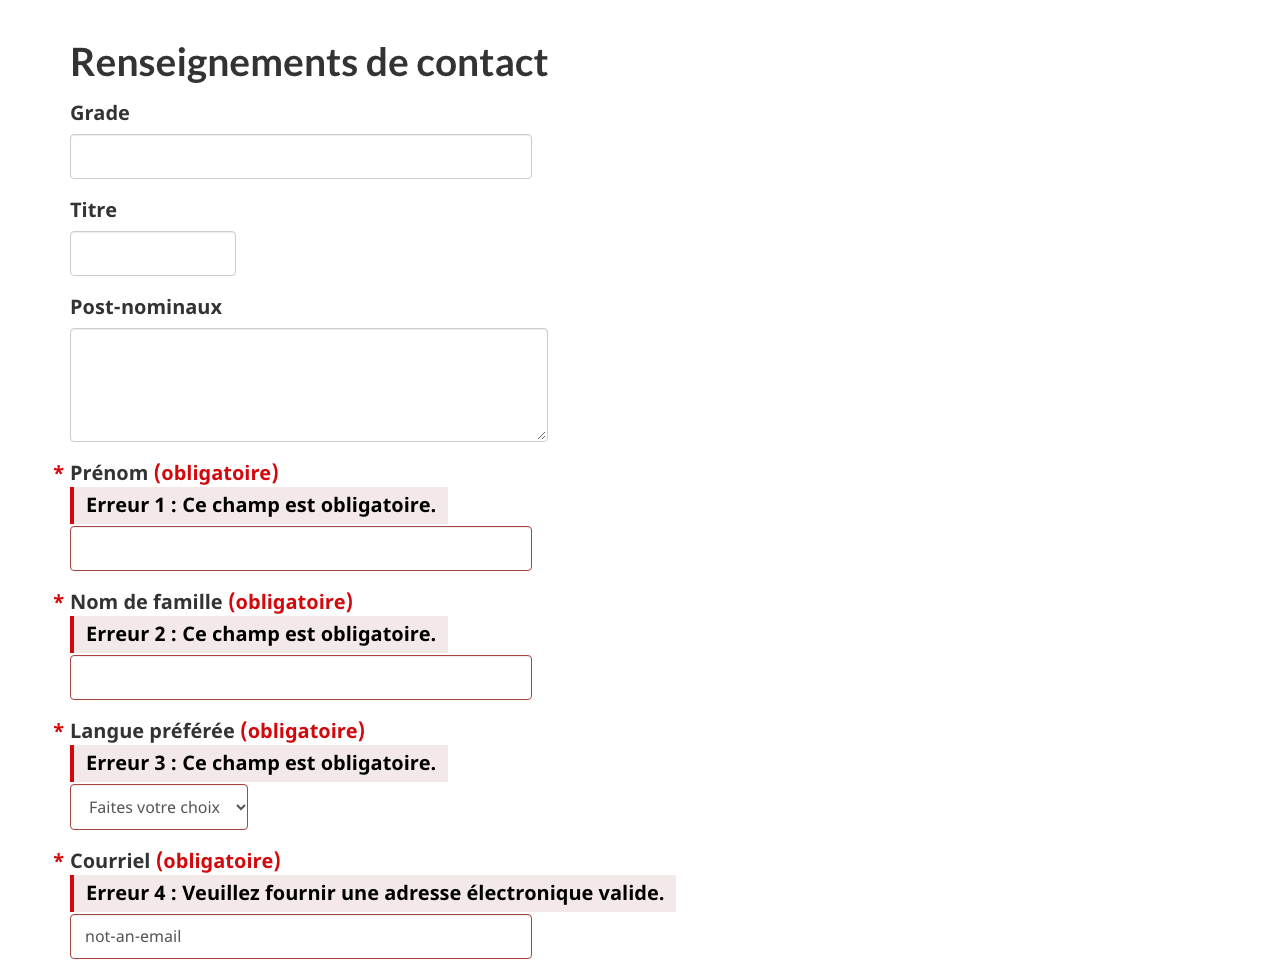 Renseignements de contact
Grade
Titre
Post-nominaux
* Prénom (obligatoire)
Erreur 1 : Ce champ est obligatoire.
* Nom de famille (obligatoire)
Erreur 2 : Ce champ est obligatoire.
* Langue préférée (obligatoire)
Erreur 3 : Ce champ est obligatoire.
Faites votre choix
* Courriel (obligatoire)
Erreur 4 : Veuillez fournir une adresse électronique valide.
not-an-email